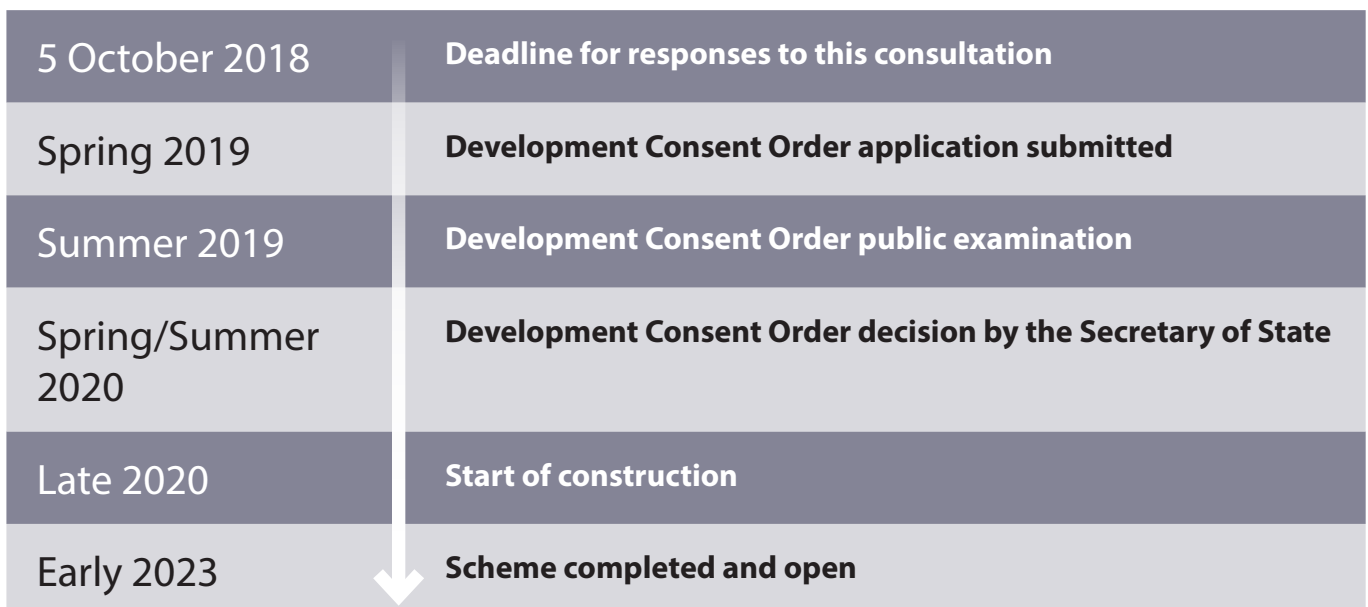 5 October 2018
Deadline for responses to this consultation
Spring 2019
Development Consent Order application submitted
Summer 2019
Development Consent Order public examination
Spring/Summer
2020
Development Consent Order decision by the Secretary of State
Late 2020
Start of construction
Early 2023
Scheme completed and open